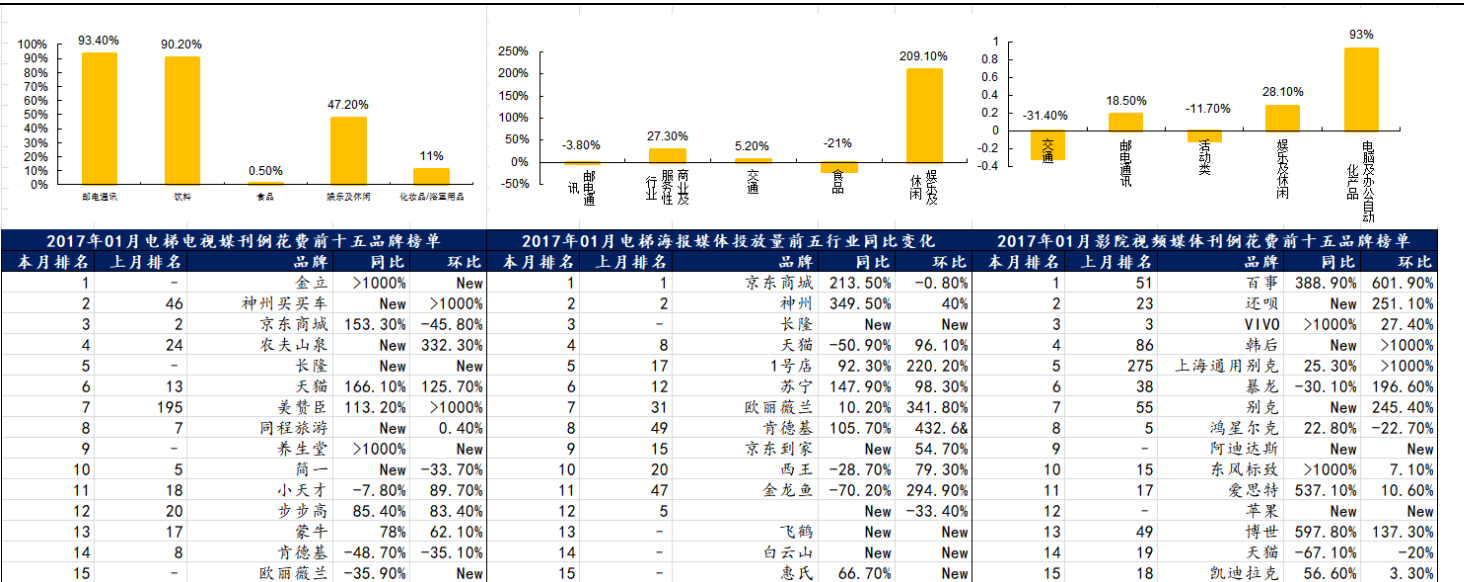 100%
90%
80%
70%
60%
50%
40%
30%
20%
10%
0%
93.40%
90.20%
0.50%
47.20%
11%
邮电通讯 饮料 食品 娱乐及休闲 化妆品/浴室用品
250%
200%
150%
100%
50%
0%
-50%
-3.80%
27.30%
5.20%
-21%
209.10%
邮电通讯
商业及服务性行业
交通
食品
娱乐及休闲
1
0.8
0.6
0.4
0.2
0
-0.2
-0.4
-31.40%
18.50%
-11.70%
28.10%
93%
交通
邮电通讯
活动类
娱乐及休闲
电脑及办公自动化产品
2017年01月电梯电视媒刊例花费前十五品牌榜单
本月排名 上月排名 品牌 同比 环比
1 - 金立 >1000% New
2 46 神州买买车 New >1000%
3 2 京东商城 153.30% -45.80%
4 24 农夫山泉 New 332.30%
5 - 长隆 New New
6 13 天猫 166.10% 125.70%
7 195 美赞臣 113.20% >1000%
8 7 同程旅游 New 0.40%
9 - 养生堂 >1000% New
10 5 简一 New -33.70%
11 18 小天才 -7.80% 89.70%
12 20 步步高 85.40% 83.40%
13 17 蒙牛 78% 62.10%
14 8 肯德基 -48.70% -35.10%
15 - 欧丽薇兰 -35.90% New
2017年01月电梯海报媒体投放量前五行业同比变化
本月排名 上月排名 品牌 同比 环比
1 1 京东商城 213.50% -0.80%
2 2 神州 349.50% 40%
3 - 长隆 New New
4 8 天猫 -50.90% 96.10%
5 17 1号店 92.30% 220.20%
6 12 苏宁 147.90% 98.30%
7 31 欧丽薇兰 10.20% 341.80%
8 49 肯德基 105.70% 432.6&
9 15 京东到家 New 54.70%
10 20 西王 -28.70% 79.30%
11 47 金龙鱼 -70.20% 294.90%
12 5 New -33.40%
13 - 飞鹤 New New
14 - 白云山 New New
15 - 惠氏 66.70% New
2017年01月影院视频媒体刊例花费前十五品牌榜单
本月排名 上月排名 品牌 同比 环比
1 51 百事 388.90% 601.90%
2 23 还呗 New 251.10%
3 3 VIVO >1000% 27.40%
4 86 韩后 New >1000%
5 275 上海通用别克 25.30% >1000%
6 38 暴龙 -30.10% 196.60%
7 55 别克 New 245.40%
8 5 鸿星尔克 22.80% -22.70%
9 - 阿迪达斯 New New
10 15 东风标致 >1000% 7.10%
11 17 爱思特 537.10% 10.60%
12 - 苹果 New New
13 49 博世 597.80% 137.30%
14 19 天猫 -67.10% -20%
15 18 凯迪拉克 56.60% 3.30%